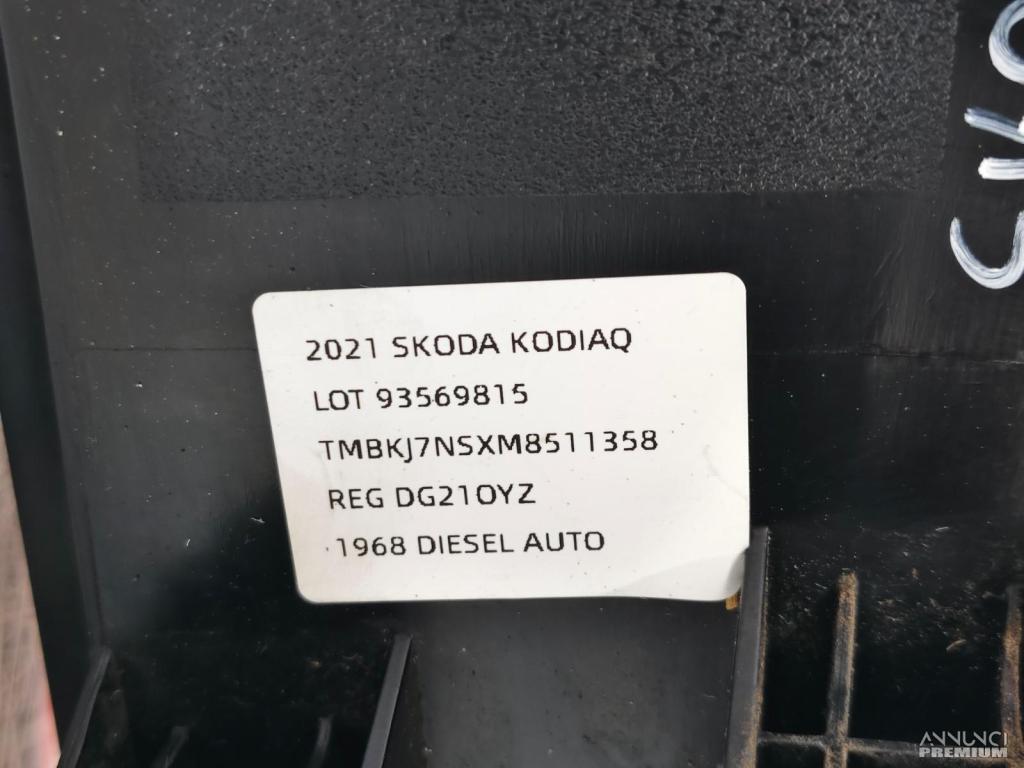 2021 SKODA KODIAQ
LOT 93569815
TMBKJ7NSXM8511358
REG DG21OYZ
1968 DIESEL AUTO
ANNUNCI
PREMIUM